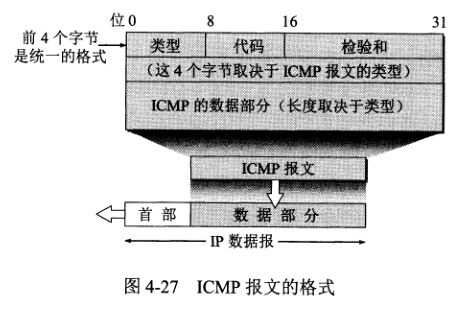 位 0 8 16 31
前 4 个字节
是统一的格式
类型 代码 检验和
(这 4 个字节取决于 ICMP 报文的类型)
ICMP 的数据部分(长度取决于类型)
ICMP 报文
首 部 数 据 部 分
IP 数据报
图 4-27 ICMP 报文的格式